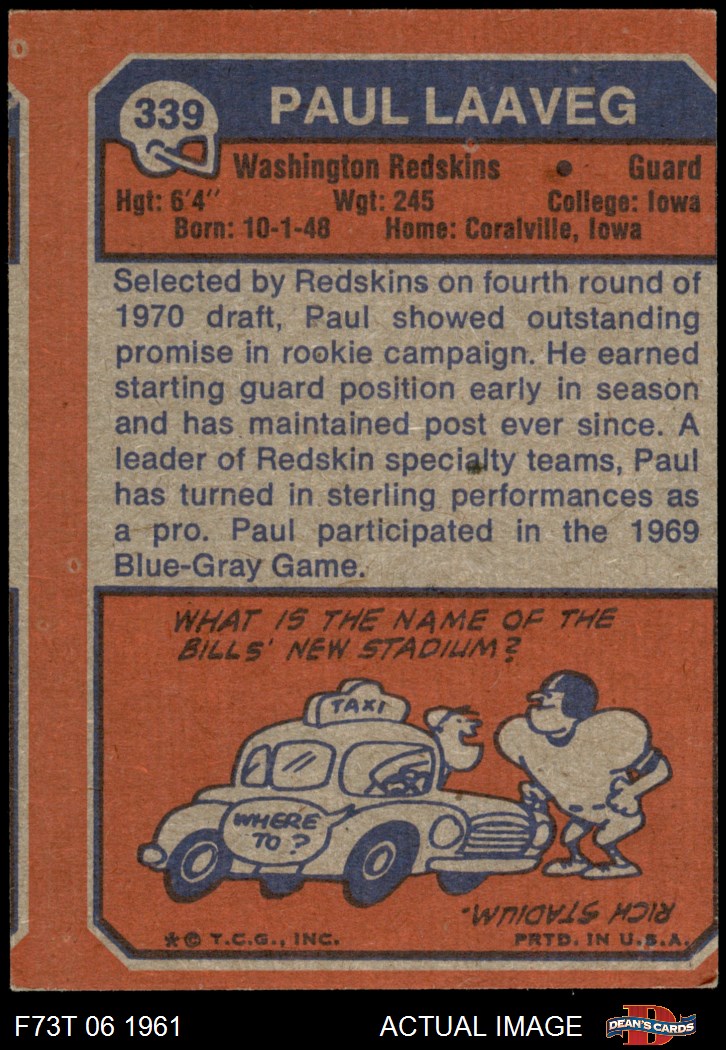 339
PAUL LAAVEG
Washington Redskins • Guard
Hgt: 6'4" Wgt: 245 College: Iowa
Born: 10-1-48 Home: Coralville, Iowa
Selected by Redskins on fourth round of
1970 draft, Paul showed outstanding
promise in rookie campaign. He earned
starting guard position early in season
and has maintained post ever since. A
leader of Redskin specialty teams, Paul
has turned in sterling performances as
a pro. Paul participated in the 1969
Blue-Gray Game.
WHAT IS THE NAME OF THE
BILLS' NEW STADIUM?
TAXI
WHERE
TO?
RICH STADIUM.
*© T.C.G., INC. PRTD. IN U.S.A.
F73T 06 1961 ACTUAL IMAGE D DEAN'S CARDS